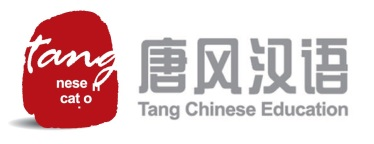 tang
nese
cat o
唐风汉语
Tang Chinese Education